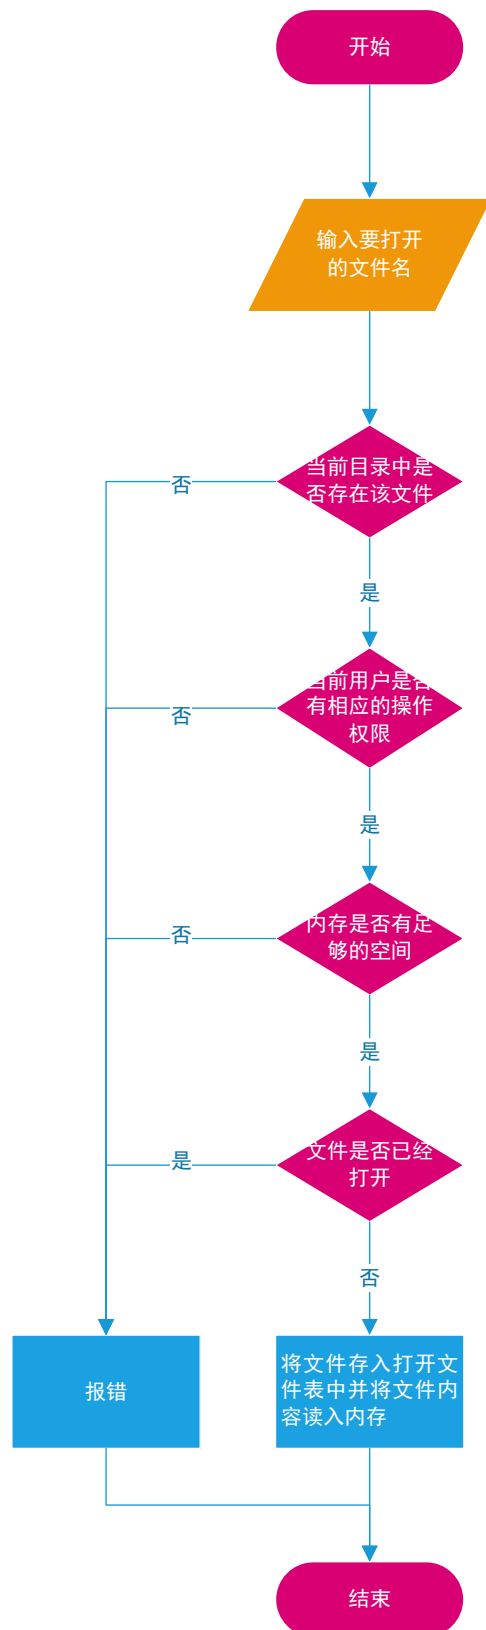 开始
输入要打开
的文件名
当前目录中是
否存在该文件
否
是
当前用户是否
有相应的操作
权限
否
是
内存是否有足
够的空间
否
是
文件是否已经
打开
是
否
报错
将文件存入打开文
件表中并将文件内
容读入内存
结束